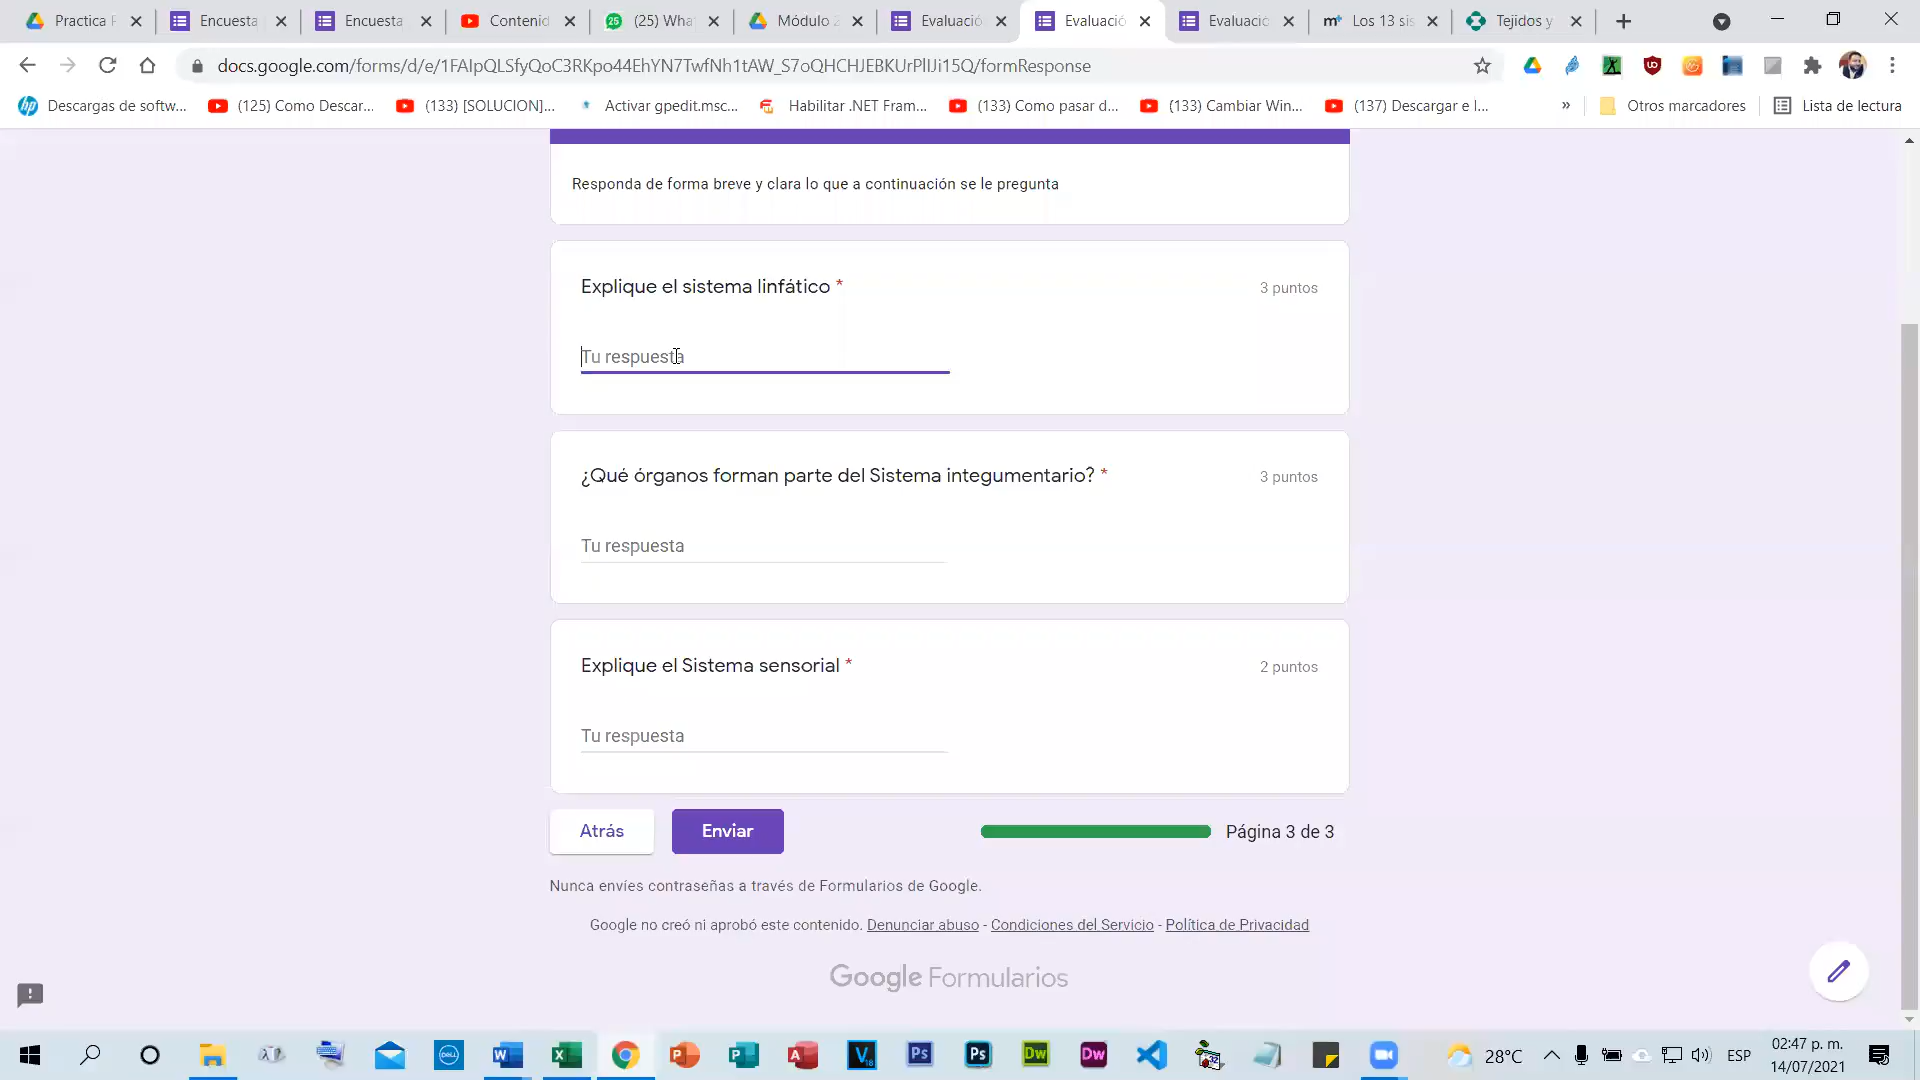 Practica P
Encuesta
Encuesta
Contenid
(25) Wha
Módulo 2
Evaluació
Evaluació
Evaluació
Los 13 sis
Tejidos y
docs.google.com/forms/d/e/1FAIpQLSfyQoC3RKpo44EhYN7TwfNh1tAW_S7oQHCHJEBKUrPlIJi15Q/formResponse
Descargas de softw...
(125) Como Descar...
(133) [SOLUCION]...
Activar gpedit.msc...
Habilitar .NET Fram...
(133) Como pasar d...
(133) Cambiar Win...
(137) Descargar e I...
»
Otros marcadores
Lista de lectura
Responda de forma breve y clara lo que a continuación se le pregunta
Explique el sistema linfático *
3 puntos
Tu respuesta
¿Qué órganos forman parte del Sistema integumentario? *
3 puntos
Tu respuesta
Explique el Sistema sensorial *
2 puntos
Tu respuesta
Atrás
Enviar
Página 3 de 3
Nunca envíes contraseñas a través de Formularios de Google.
Google no creó ni aprobó este contenido. Denunciar abuso - Condiciones del Servicio - Política de Privacidad
Google Formularios
28°C
ESP
02:47 p. m.
14/07/2021